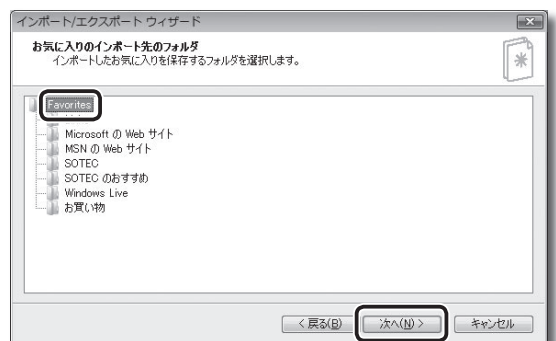 インポート/エクスポート ウィザード
お気に入りのインポート先のフォルダ
インポートしたお気に入りを保存するフォルダを選択します。
Favorites
Microsoft の Web サイト
MSN の Web サイト
SOTEC
SOTEC のおすすめ
Windows Live
お買い物
< 戻る(B)
次へ(N) >
キャンセル